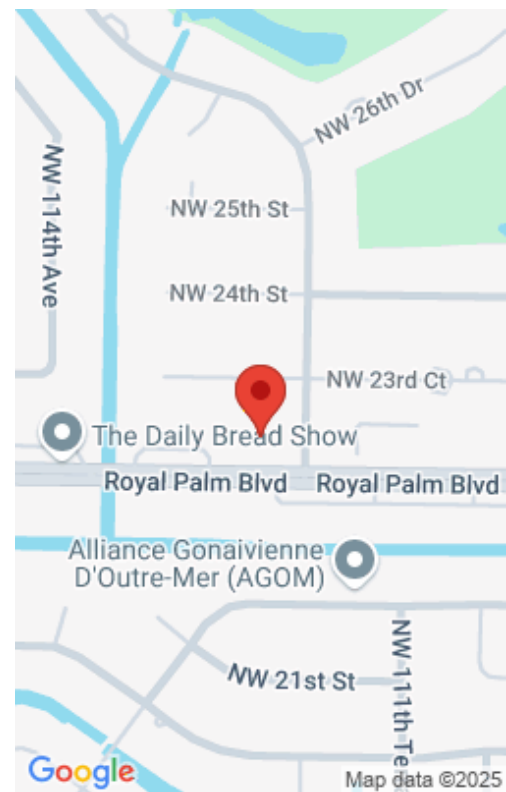 NW 26th Dr
NW 114th Ave
NW 25th St
NW 24th St
NW 23rd Ct
The Daily Bread Show
Royal Palm Blvd
Royal Palm Blvd
Alliance Gonaivienne
D'Outre-Mer (AGOM)
NW 21st St
NW 111th Te
Google
Map data ©2025